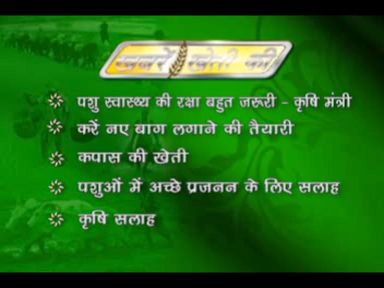 खबरें खेती की
पशु स्वास्थ्य की रक्षा बहुत जरूरी - कृषि मंत्री
करें नए बाग लगाने की तैयारी
कपास की खेती
पशुओं में अच्छे प्रजनन के लिए सलाह
कृषि सलाह